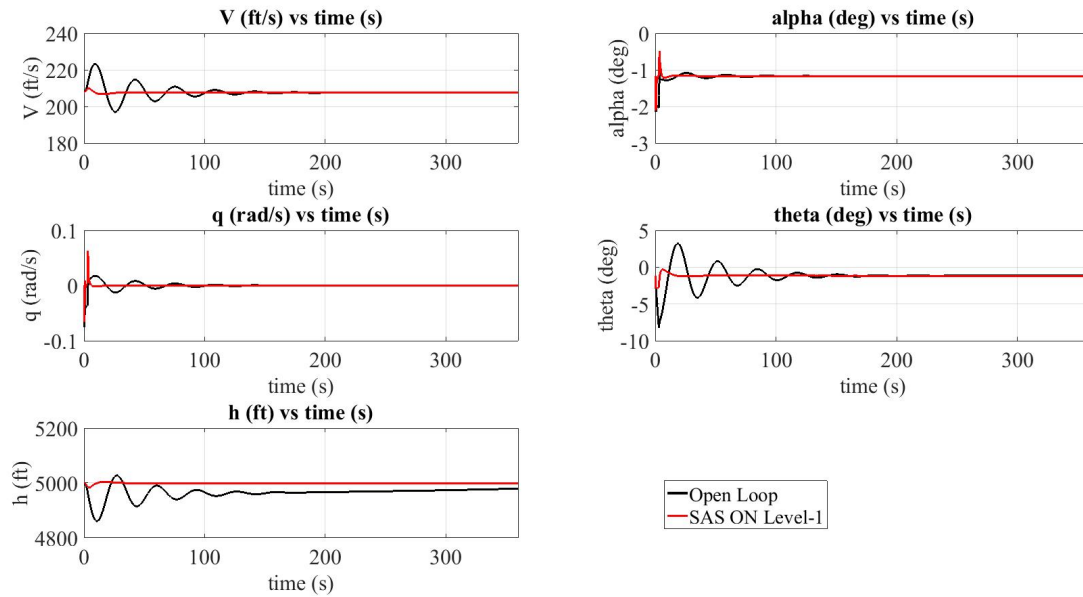 V (ft/s) vs time (s)
V (ft/s)
240
220
200
180
0
100
200
300
time (s)
alpha (deg) vs time (s)
alpha (deg)
0
-1
-2
-3
0
100
200
300
time (s)
q (rad/s) vs time (s)
q (rad/s)
0.1
0
-0.1
0
100
200
300
time (s)
theta (deg) vs time (s)
theta (deg)
5
0
-5
-10
0
100
200
300
time (s)
h (ft) vs time (s)
h (ft)
5200
5000
4800
0
100
200
300
time (s)
Open Loop
SAS ON Level-1